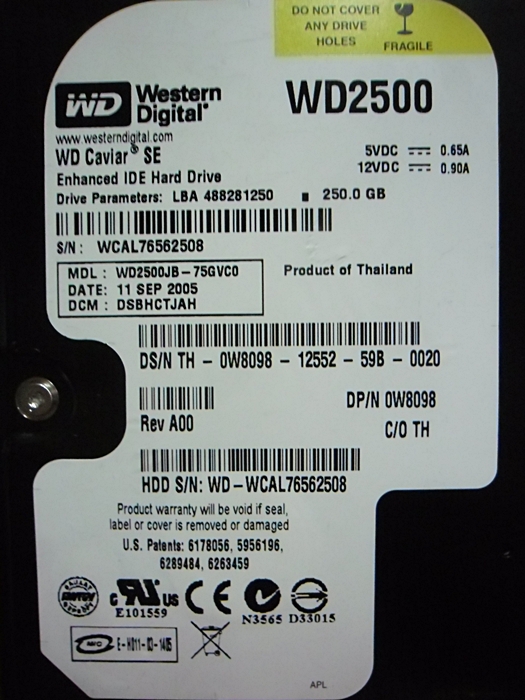 DO NOT COVER
ANY DRIVE
HOLES
FRAGILE
WD Western
Digital®
WD2500
www.westerndigital.com
WD Caviar® SE
5VDC ⎓ 0.65A
12VDC ⎓ 0.90A
Enhanced IDE Hard Drive
Drive Parameters: LBA 488281250 ■ 250.0 GB
S/N: WCAL76562508
MDL : WD2500JB-75GVC0
DATE: 11 SEP 2005
DCM : DSBHCTJAH
Product of Thailand
DS/N TH - 0W8098 - 12552 - 59B - 0020
DP/N 0W8098
Rev A00
C/O TH
HDD S/N: WD-WCAL76562508
Product warranty will be void if seal,
label or cover is removed or damaged
U.S. Patents: 6178056, 5956196,
6289484, 6263459
c US
CE
E101559
N3565 D33015
MIC
APL